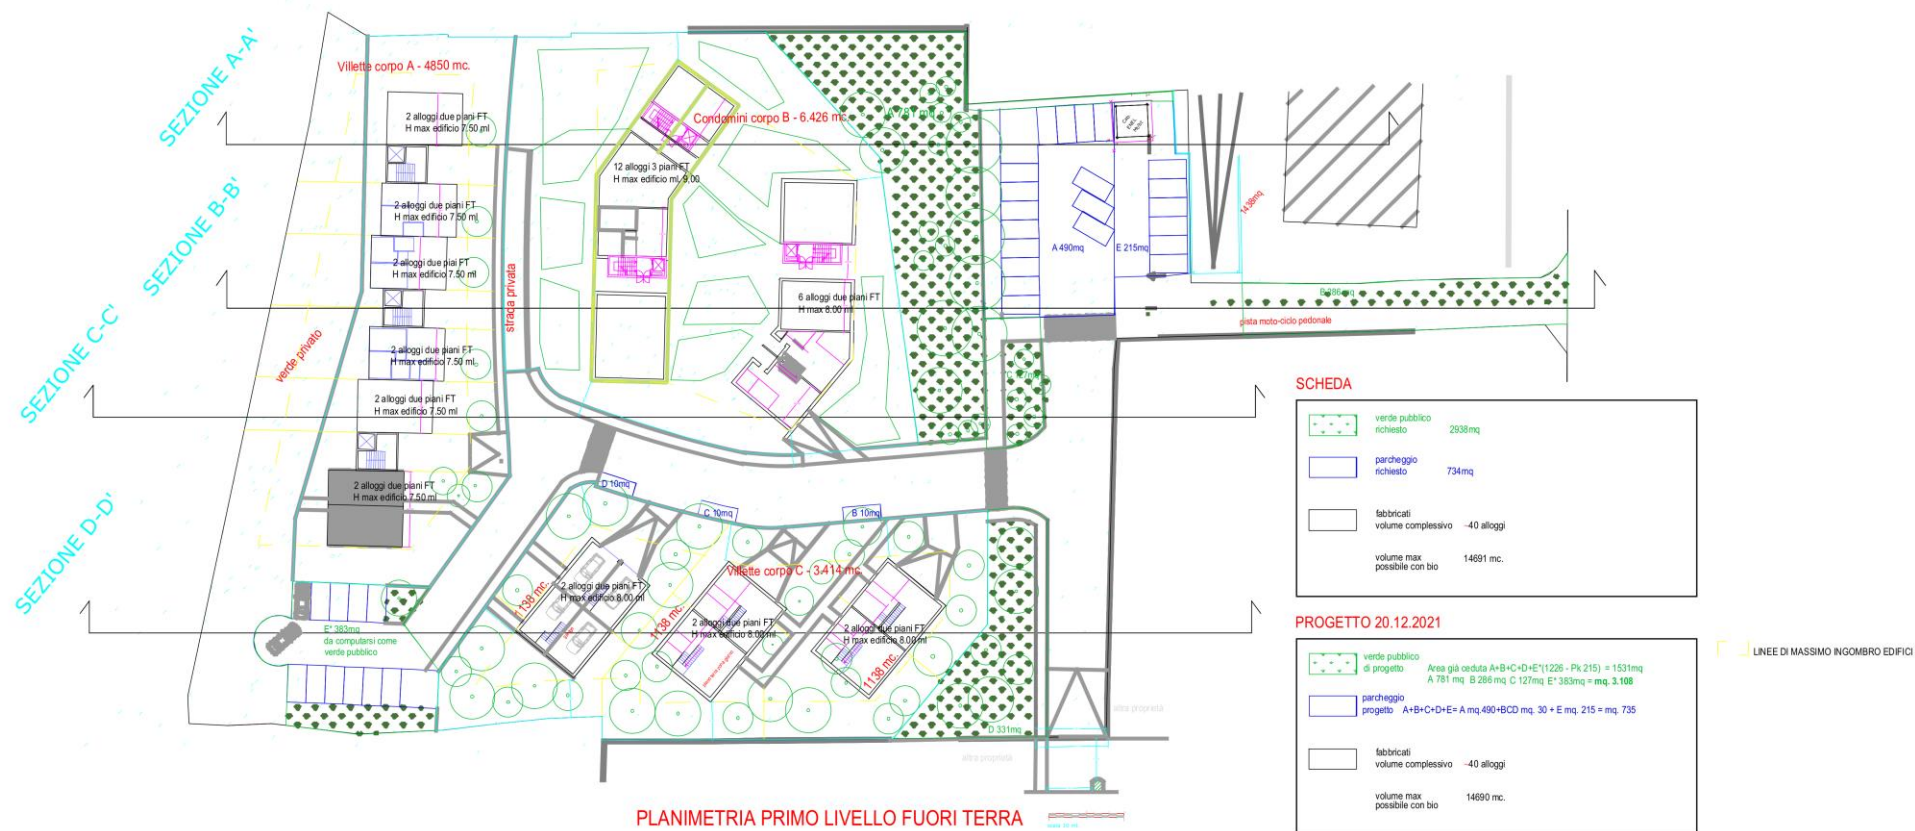 SEZIONE A-A'
SEZIONE B-B'
SEZIONE C-C'
SEZIONE D-D'
Villette corpo A - 4850 mc.
2 alloggi due piani FT
H max edificio 7.50 ml
2 alloggi due piani FT
H max edificio 7.50 ml
2 alloggi due piai FT
H max edificio 7.50 ml
2 alloggi due piani FT
H max edificio 7.50 ml
2 alloggi due piani FT
H max edificio 7.50 ml
2 alloggi due piani FT
H max edificio 7.50 ml
verde privato
strada privata
Condomini corpo B - 6.426 mc.
12 alloggi 3 piani FT
H max edificio ml. 9,00
6 alloggi due piani FT
H max 8.00 ml
A 781 mq
CAB
ENEL
A 490mq
E 215mq
1438mq
B 286mq
pista moto-ciclo pedonale
C 127mq
D 10mq
C 10mq
B 10mq
Villette corpo C - 3.414 mc.
1138 mc.
2 alloggi due piani FT
H max edificio 8.00 ml
1138 mc.
2 alloggi due piani FT
H max edificio 8.00 ml
1138 mc.
2 alloggi due piani FT
H max edificio 8.00 ml
E* 383mq
da computarsi come
verde pubblico
D 331mq
altra proprietà
altra proprietà
PLANIMETRIA PRIMO LIVELLO FUORI TERRA
SCHEDA
verde pubblico
richiesto 2938mq
parcheggio
richiesto 734mq
fabbricati
volume complessivo -40 alloggi
volume max
possibile con bio 14691 mc.
PROGETTO 20.12.2021
verde pubblico
di progetto Area già ceduta A+B+C+D+E*(1226 - Pk 215) = 1531mq
A 781 mq B 286 mq C 127mq E* 383mq = mq. 3.108
parcheggio
progetto A+B+C+D+E= A mq.490+BCD mq. 30 + E mq. 215 = mq. 735
fabbricati
volume complessivo -40 alloggi
volume max
possibile con bio 14690 mc.
LINEE DI MASSIMO INGOMBRO EDIFICI